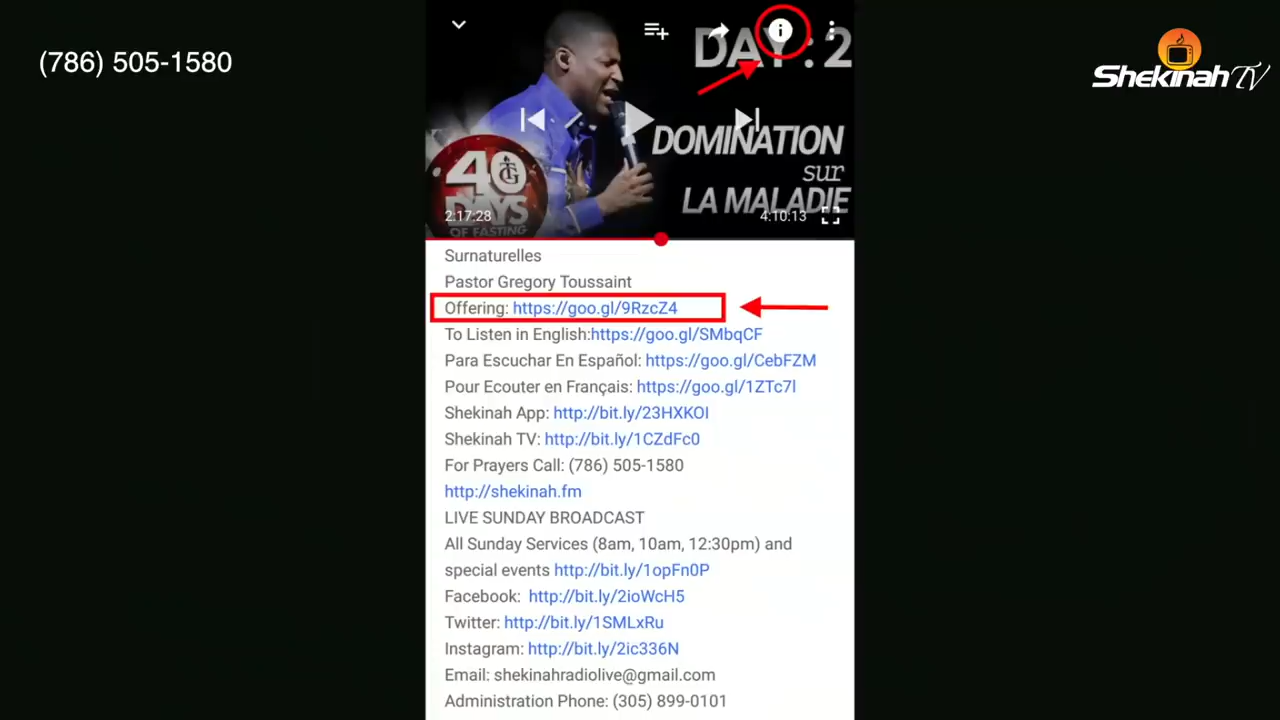 (786) 505-1580
Shekinah TV
DAY : 2
DOMINATION
sur
LA MALADIE
40
DAYS
OF FASTING
TG
2:17:28
4:10:13
Surnaturelles
Pastor Gregory Toussaint
Offering: https://goo.gl/9RzcZ4
To Listen in English:https://goo.gl/SMbqCF
Para Escuchar En Español: https://goo.gl/CebFZM
Pour Ecouter en Français: https://goo.gl/1ZTc7l
Shekinah App: http://bit.ly/23HXKOI
Shekinah TV: http://bit.ly/1CZdFc0
For Prayers Call: (786) 505-1580
http://shekinah.fm
LIVE SUNDAY BROADCAST
All Sunday Services (8am, 10am, 12:30pm) and
special events http://bit.ly/1opFn0P
Facebook:  http://bit.ly/2ioWcH5
Twitter: http://bit.ly/1SMLxRu
Instagram: http://bit.ly/2ic336N
Email: shekinahradiolive@gmail.com
Administration Phone: (305) 899-0101